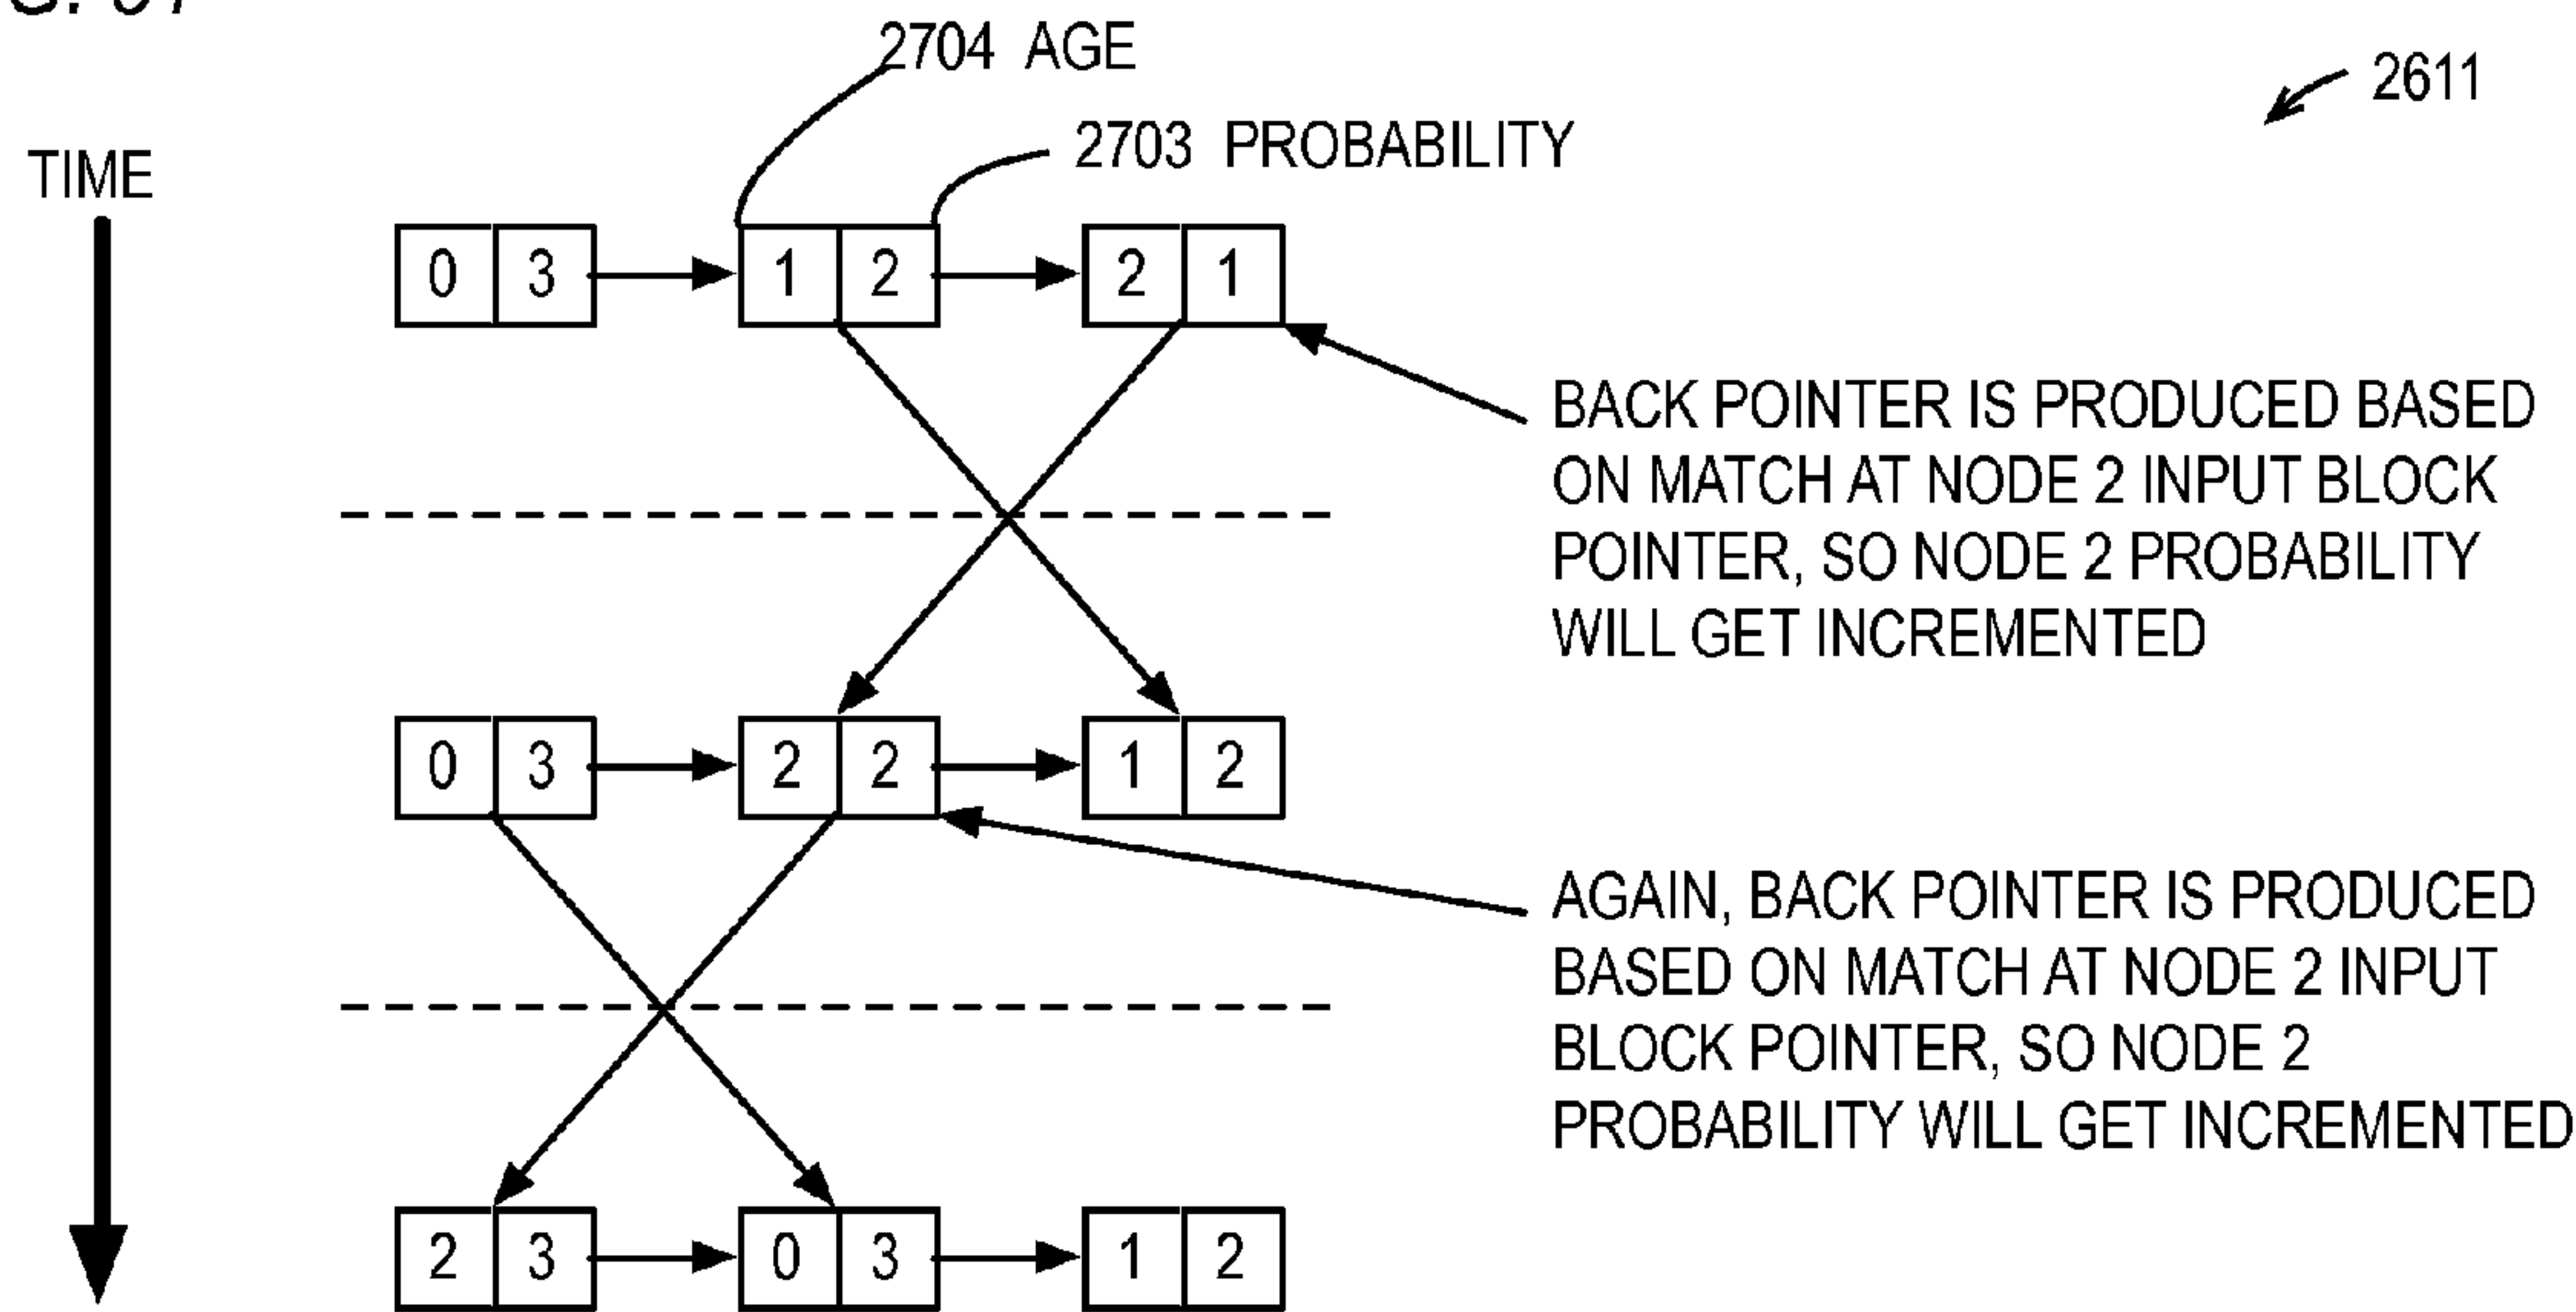 2704 AGE
2611
2703 PROBABILITY
TIME
0 3 1 2 2 1
BACK POINTER IS PRODUCED BASED
ON MATCH AT NODE 2 INPUT BLOCK
POINTER, SO NODE 2 PROBABILITY
WILL GET INCREMENTED
0 3 2 2 1 2
AGAIN, BACK POINTER IS PRODUCED
BASED ON MATCH AT NODE 2 INPUT
BLOCK POINTER, SO NODE 2
PROBABILITY WILL GET INCREMENTED
2 3 0 3 1 2